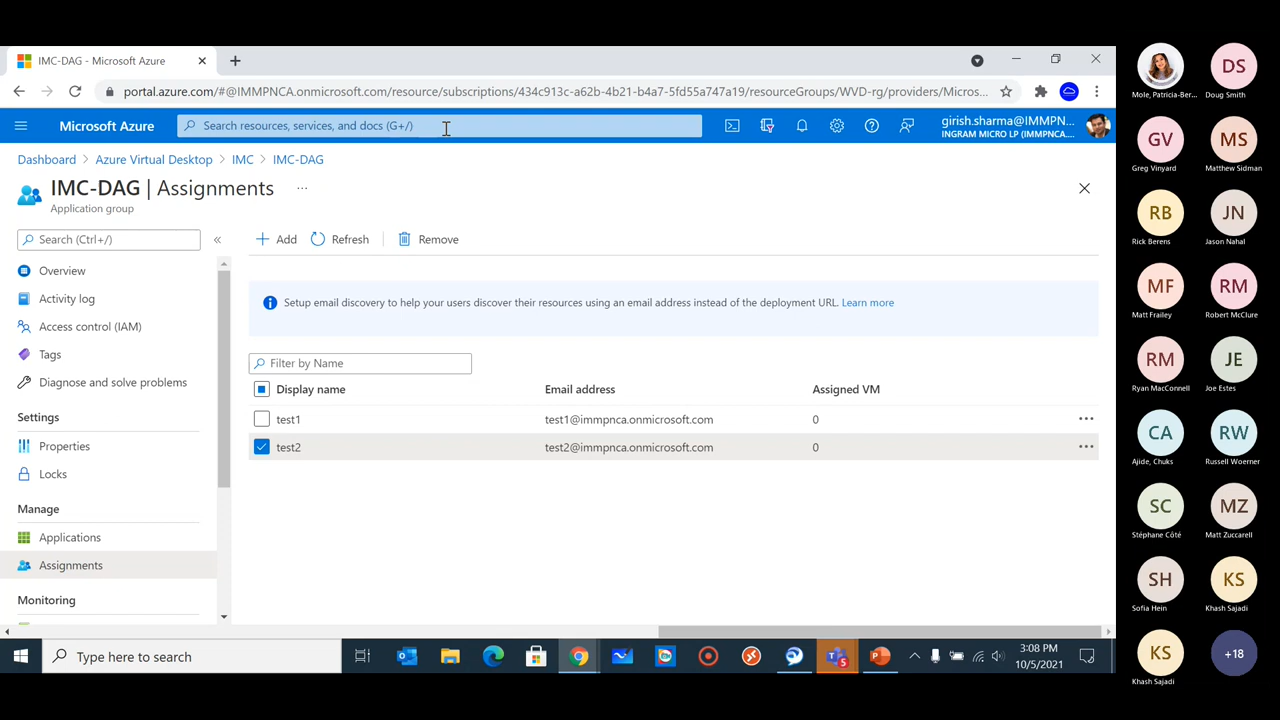 IMC-DAG - Microsoft Azure
portal.azure.com/#@IMMPNCA.onmicrosoft.com/resource/subscriptions/434c913c-a62b-4b21-b4a7-5fd55a747a19/resourceGroups/WVD-rg/providers/Micros...
Microsoft Azure
Search resources, services, and docs (G+/)
girish.sharma@IMMPN...
INGRAM MICRO LP (IMMPNCA....
Dashboard > Azure Virtual Desktop > IMC > IMC-DAG
IMC-DAG | Assignments ...
Application group
Search (Ctrl+/) «
Overview
Activity log
Access control (IAM)
Tags
Diagnose and solve problems
Settings
Properties
Locks
Manage
Applications
Assignments
Monitoring
+ Add
Refresh
Remove
Setup email discovery to help your users discover their resources using an email address instead of the deployment URL. Learn more
Filter by Name
Display name Email address Assigned VM
test1 test1@immpnca.onmicrosoft.com 0 ...
test2 test2@immpnca.onmicrosoft.com 0 ...
Type here to search
3:08 PM
10/5/2021
Mole, Patricia-Ber...
DS
Doug Smith
GV
Greg Vinyard
MS
Matthew Sidman
RB
Rick Berens
JN
Jason Nahal
MF
Matt Frailey
RM
Robert McClure
RM
Ryan MacConnell
JE
Joe Estes
CA
Ajide, Chuks
RW
Russell Woerner
SC
Stéphane Côté
MZ
Matt Zuccarell
SH
Sofia Hein
KS
Khash Sajadi
KS
Khash Sajadi
+18